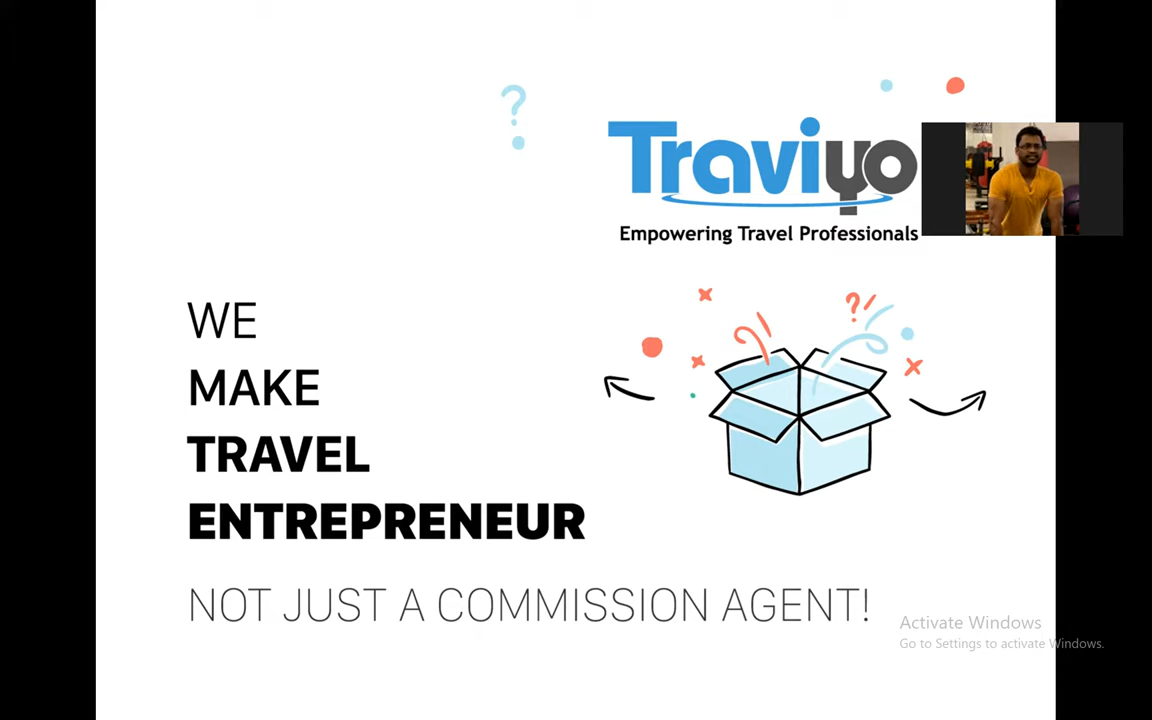 Traviyo
Empowering Travel Professionals
WE
MAKE
TRAVEL
ENTREPRENEUR
NOT JUST A COMMISSION AGENT!
Activate Windows
Go to Settings to activate Windows.